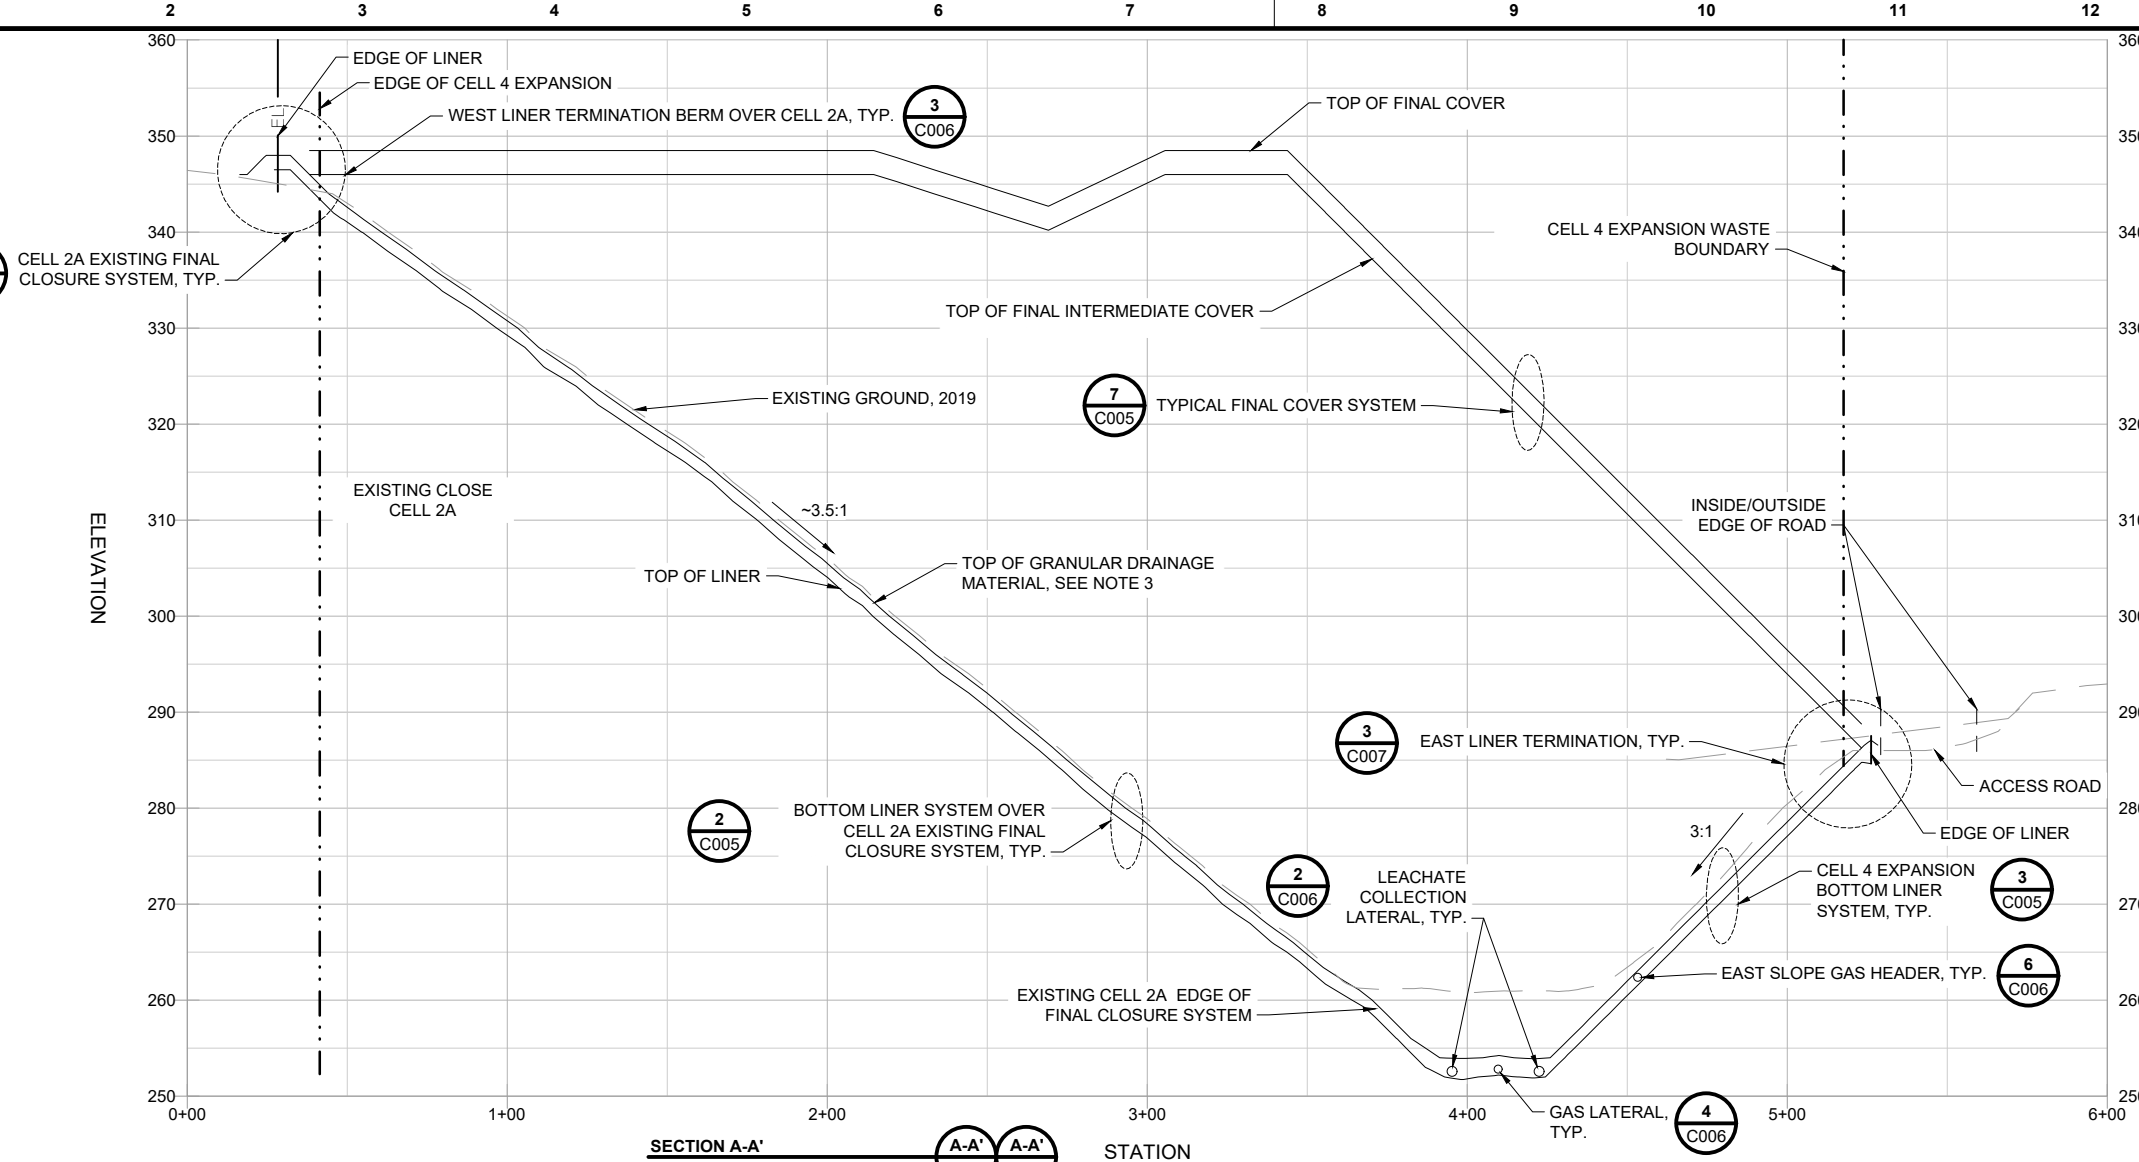 2 3 4 5 6 7 8 9 10 11 12
360
EDGE OF LINER
EDGE OF CELL 4 EXPANSION
EL
WEST LINER TERMINATION BERM OVER CELL 2A, TYP.
3
C006
TOP OF FINAL COVER
350
340
CELL 2A EXISTING FINAL
CLOSURE SYSTEM, TYP.
CELL 4 EXPANSION WASTE
BOUNDARY
TOP OF FINAL INTERMEDIATE COVER
330
EXISTING GROUND, 2019
7
C005
TYPICAL FINAL COVER SYSTEM
320
EXISTING CLOSE
CELL 2A
~3.5:1
INSIDE/OUTSIDE
EDGE OF ROAD
310
ELEVATION
TOP OF LINER
TOP OF GRANULAR DRAINAGE
MATERIAL, SEE NOTE 3
300
290
3
C007
EAST LINER TERMINATION, TYP.
ACCESS ROAD
280
2
C005
BOTTOM LINER SYSTEM OVER
CELL 2A EXISTING FINAL
CLOSURE SYSTEM, TYP.
3:1
EDGE OF LINER
2
C006
LEACHATE
COLLECTION
LATERAL, TYP.
CELL 4 EXPANSION
BOTTOM LINER
SYSTEM, TYP.
3
C005
270
EAST SLOPE GAS HEADER, TYP.
6
C006
260
EXISTING CELL 2A EDGE OF
FINAL CLOSURE SYSTEM
250
0+00 1+00 2+00 3+00 4+00 5+00 6+00
GAS LATERAL,
TYP.
4
C006
SECTION A-A'
A-A' A-A'
STATION